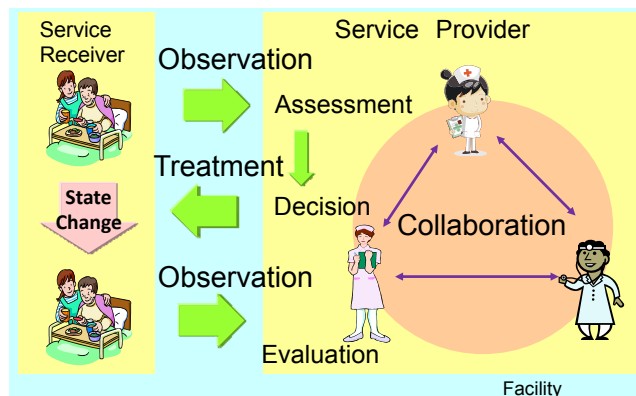 Service
Receiver
Observation
Service Provider
Assessment
Treatment
State
Change
Decision
Collaboration
Observation
Evaluation
Facility